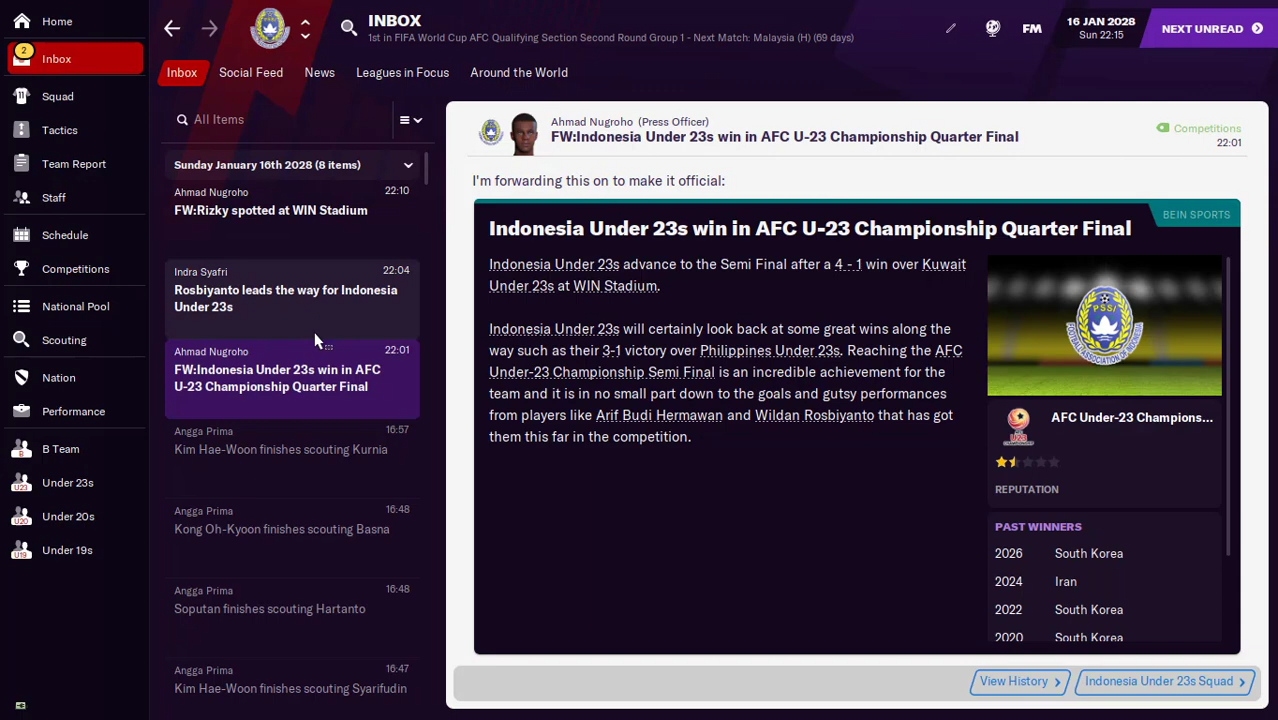 Home
2
Inbox
Squad
Tactics
Team Report
Staff
Schedule
Competitions
National Pool
Scouting
Nation
Performance
B Team
Under 23s
Under 20s
Under 19s
INBOX
1st in FIFA World Cup AFC Qualifying Section Second Round Group 1 - Next Match: Malaysia (H) (69 days)
FM
16 JAN 2028
Sun 22:15
NEXT UNREAD
Inbox
Social Feed
News
Leagues in Focus
Around the World
All Items
Sunday January 16th 2028 (8 items)
Ahmad Nugroho 22:10
FW:Rizky spotted at WIN Stadium
Indra Syafri 22:04
Rosbiyanto leads the way for Indonesia
Under 23s
Ahmad Nugroho 22:01
FW:Indonesia Under 23s win in AFC
U-23 Championship Quarter Final
Angga Prima 16:57
Kim Hae-Woon finishes scouting Kurnia
Angga Prima 16:48
Kong Oh-Kyoon finishes scouting Basna
Angga Prima 16:48
Soputan finishes scouting Hartanto
Angga Prima 16:47
Kim Hae-Woon finishes scouting Syarifudin
Ahmad Nugroho (Press Officer)
FW:Indonesia Under 23s win in AFC U-23 Championship Quarter Final
Competitions
22:01
I'm forwarding this on to make it official:
BEIN SPORTS
Indonesia Under 23s win in AFC U-23 Championship Quarter Final
Indonesia Under 23s advance to the Semi Final after a 4 - 1 win over Kuwait
Under 23s at WIN Stadium.
Indonesia Under 23s will certainly look back at some great wins along the
way such as their 3-1 victory over Philippines Under 23s. Reaching the AFC
Under-23 Championship Semi Final is an incredible achievement for the
team and it is in no small part down to the goals and gutsy performances
from players like Arif Budi Hermawan and Wildan Rosbiyanto that has got
them this far in the competition.
PSSI
AFC Under-23 Champions...
REPUTATION
PAST WINNERS
2026 South Korea
2024 Iran
2022 South Korea
2020 South Korea
View History
Indonesia Under 23s Squad